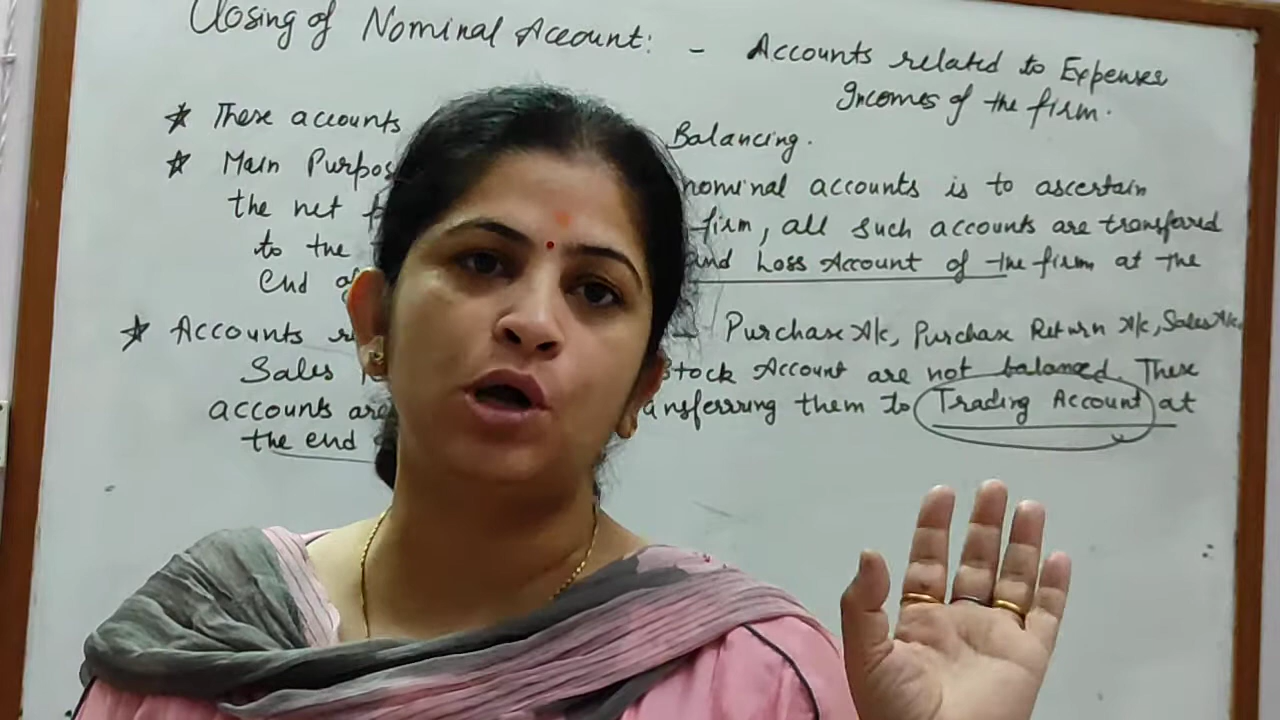 Closing of Nominal Account: - Accounts related to Expenses
Incomes of the firm.
* These accounts Balancing.
* Main Purpos nominal accounts is to ascertain
the net firm, all such accounts are transferred
to the and Loss Account of the firm at the
End of
* Accounts - Purchase A/c, Purchase Return A/c, Sales A/c,
Sales Stock Account are not balanced. These
accounts are ansferring them to Trading Account at
the end